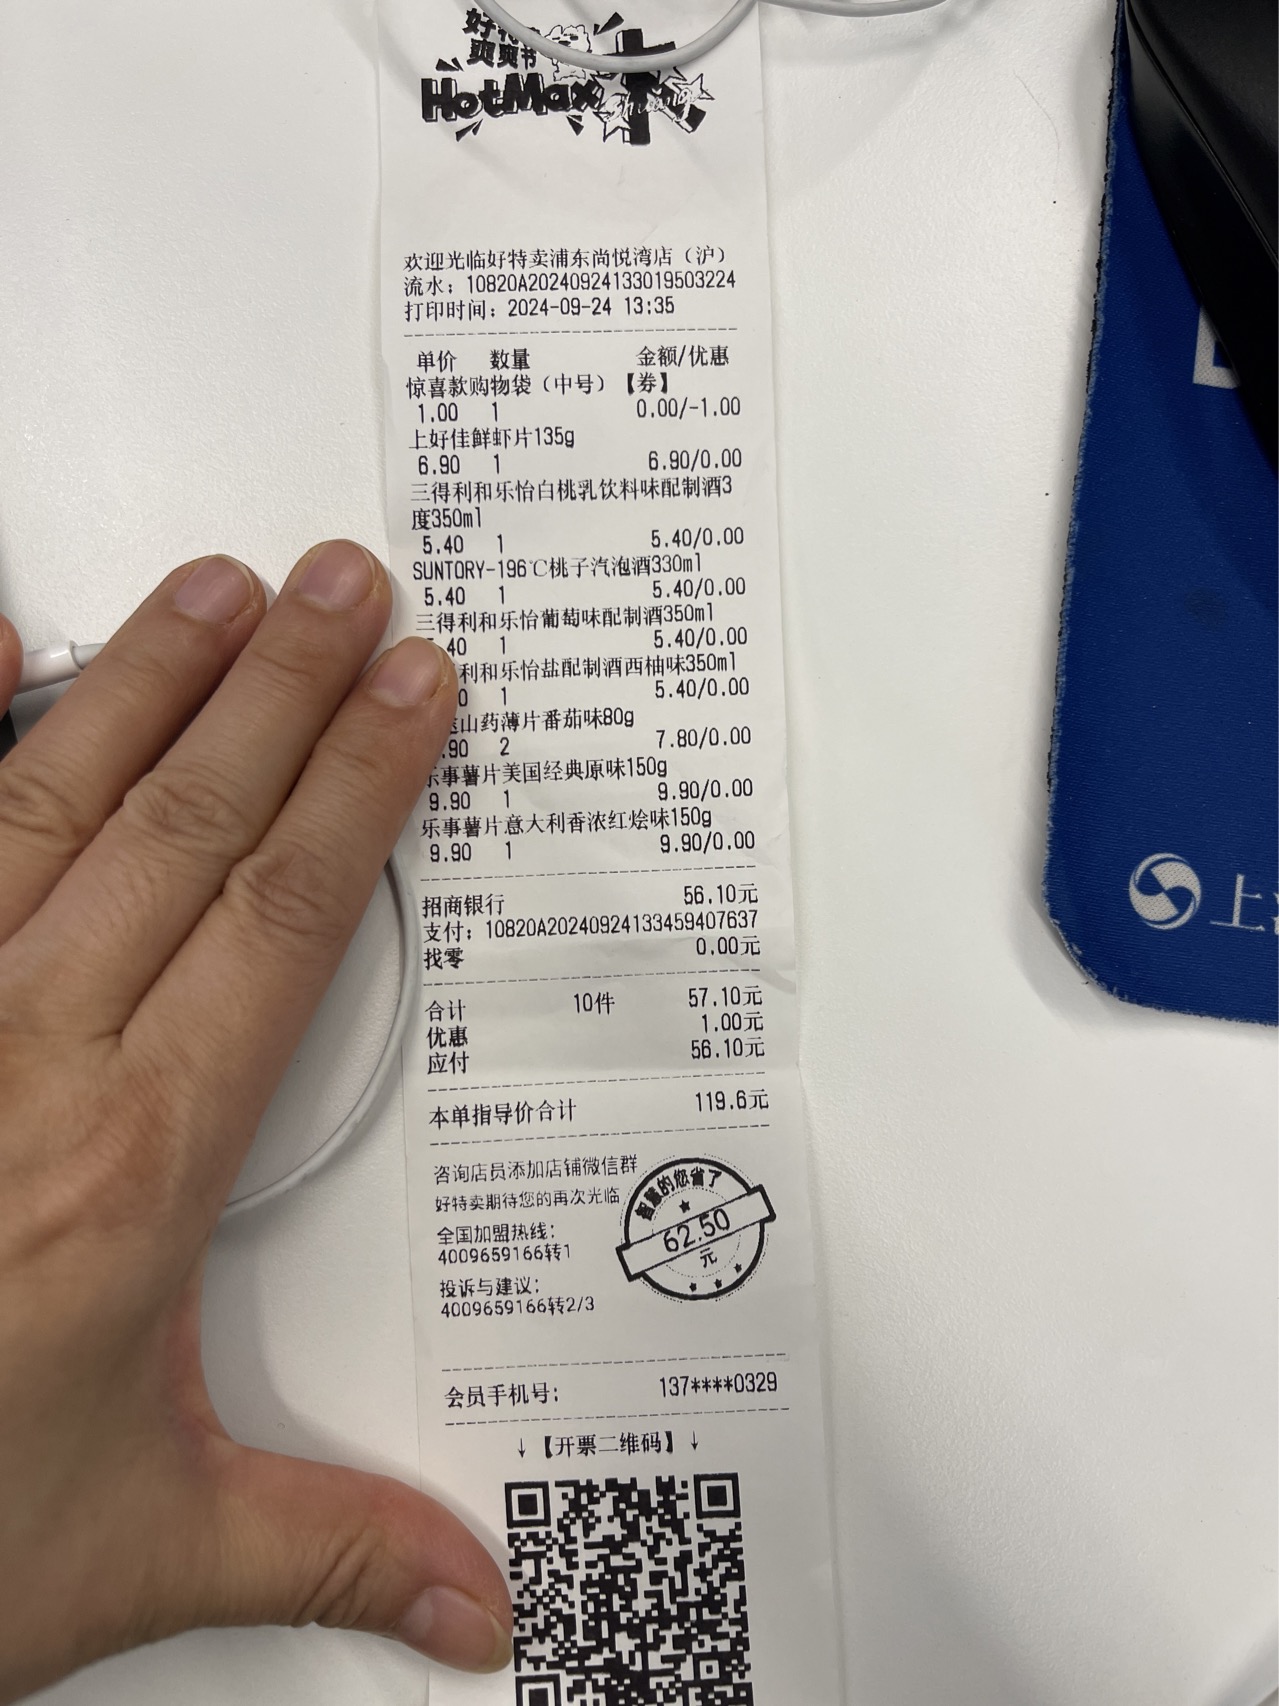 好特
爽爽节
HotMax
Shuang
欢迎光临好特卖浦东尚悦湾店（沪）
流水：10820A20240924133019503224
打印时间：2024-09-24 13:35
单价 数量 金额/优惠
惊喜款购物袋（中号）【券】
1.00 1 0.00/-1.00
上好佳鲜虾片135g
6.90 1 6.90/0.00
三得利和乐怡白桃乳饮料味配制酒3
度350ml
5.40 1 5.40/0.00
SUNTORY-196℃桃子汽泡酒330ml
5.40 1 5.40/0.00
三得利和乐怡葡萄味配制酒350ml
.40 1 5.40/0.00
利和乐怡盐配制酒西柚味350ml
0 1 5.40/0.00
山药薄片番茄味80g
.90 2 7.80/0.00
乐事薯片美国经典原味150g
9.90 1 9.90/0.00
乐事薯片意大利香浓红烩味150g
9.90 1 9.90/0.00
招商银行 56.10元
支付：10820A20240924133459407637
找零 0.00元
合计 10件 57.10元
优惠 1.00元
应付 56.10元
本单指导价合计 119.6元
咨询店员添加店铺微信群
好特卖期待您的再次光临
全国加盟热线：
4009659166转1
投诉与建议：
4009659166转2/3
智慧的您省了
62.50
元
会员手机号： 137****0329
↓【开票二维码】↓
上